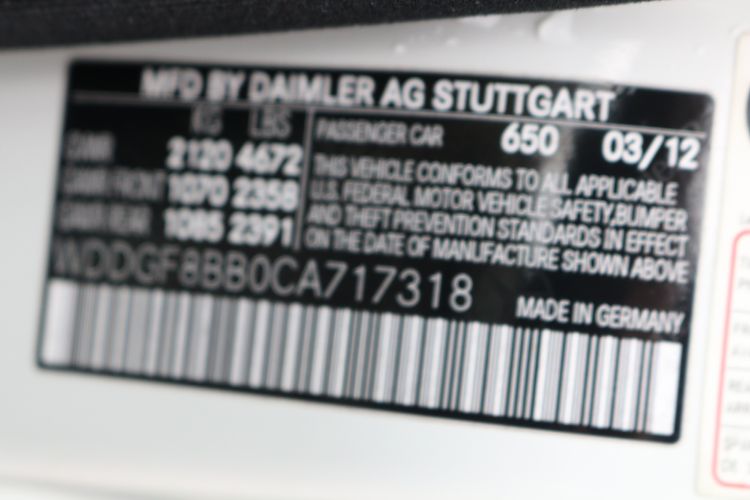 MFD BY DAIMLER AG STUTTGART
KG LBS
GAWR 2120 4672
GAWR FRONT 1070 2358
GAWR REAR 1085 2391
PASSENGER CAR 650 03/12
THIS VEHICLE CONFORMS TO ALL APPLICABLE
U.S. FEDERAL MOTOR VEHICLE SAFETY,BUMPER
AND THEFT PREVENTION STANDARDS IN EFFECT
ON THE DATE OF MANUFACTURE SHOWN ABOVE
WDDGF8BB0CA717318
MADE IN GERMANY